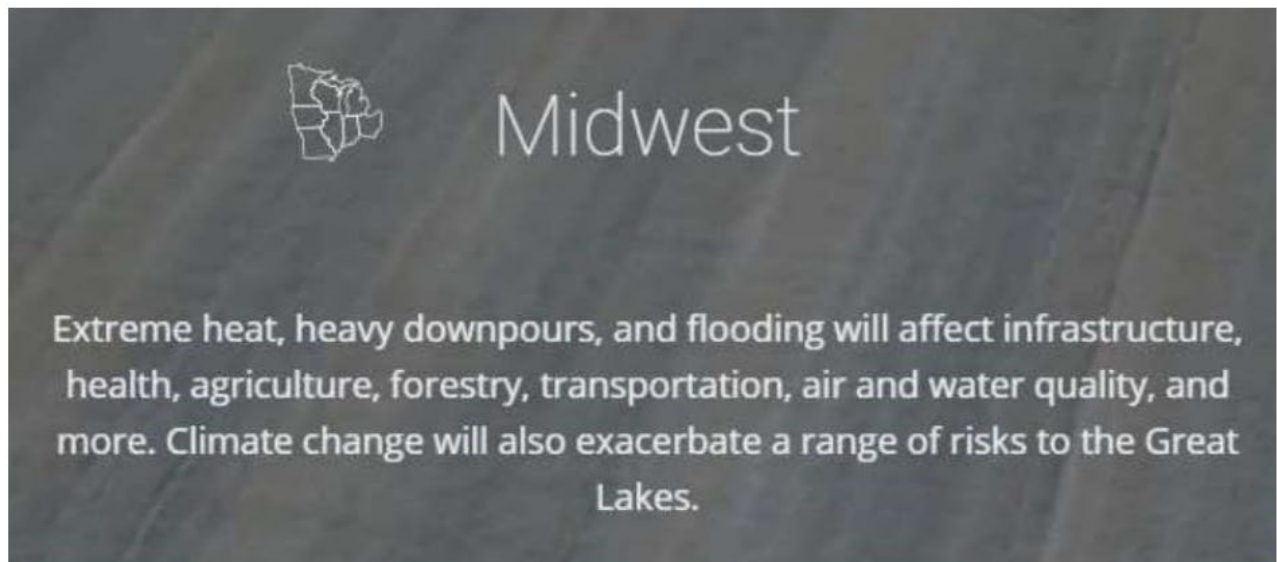 Midwest
Extreme heat, heavy downpours, and flooding will affect infrastructure,
health, agriculture, forestry, transportation, air and water quality, and
more. Climate change will also exacerbate a range of risks to the Great
Lakes.